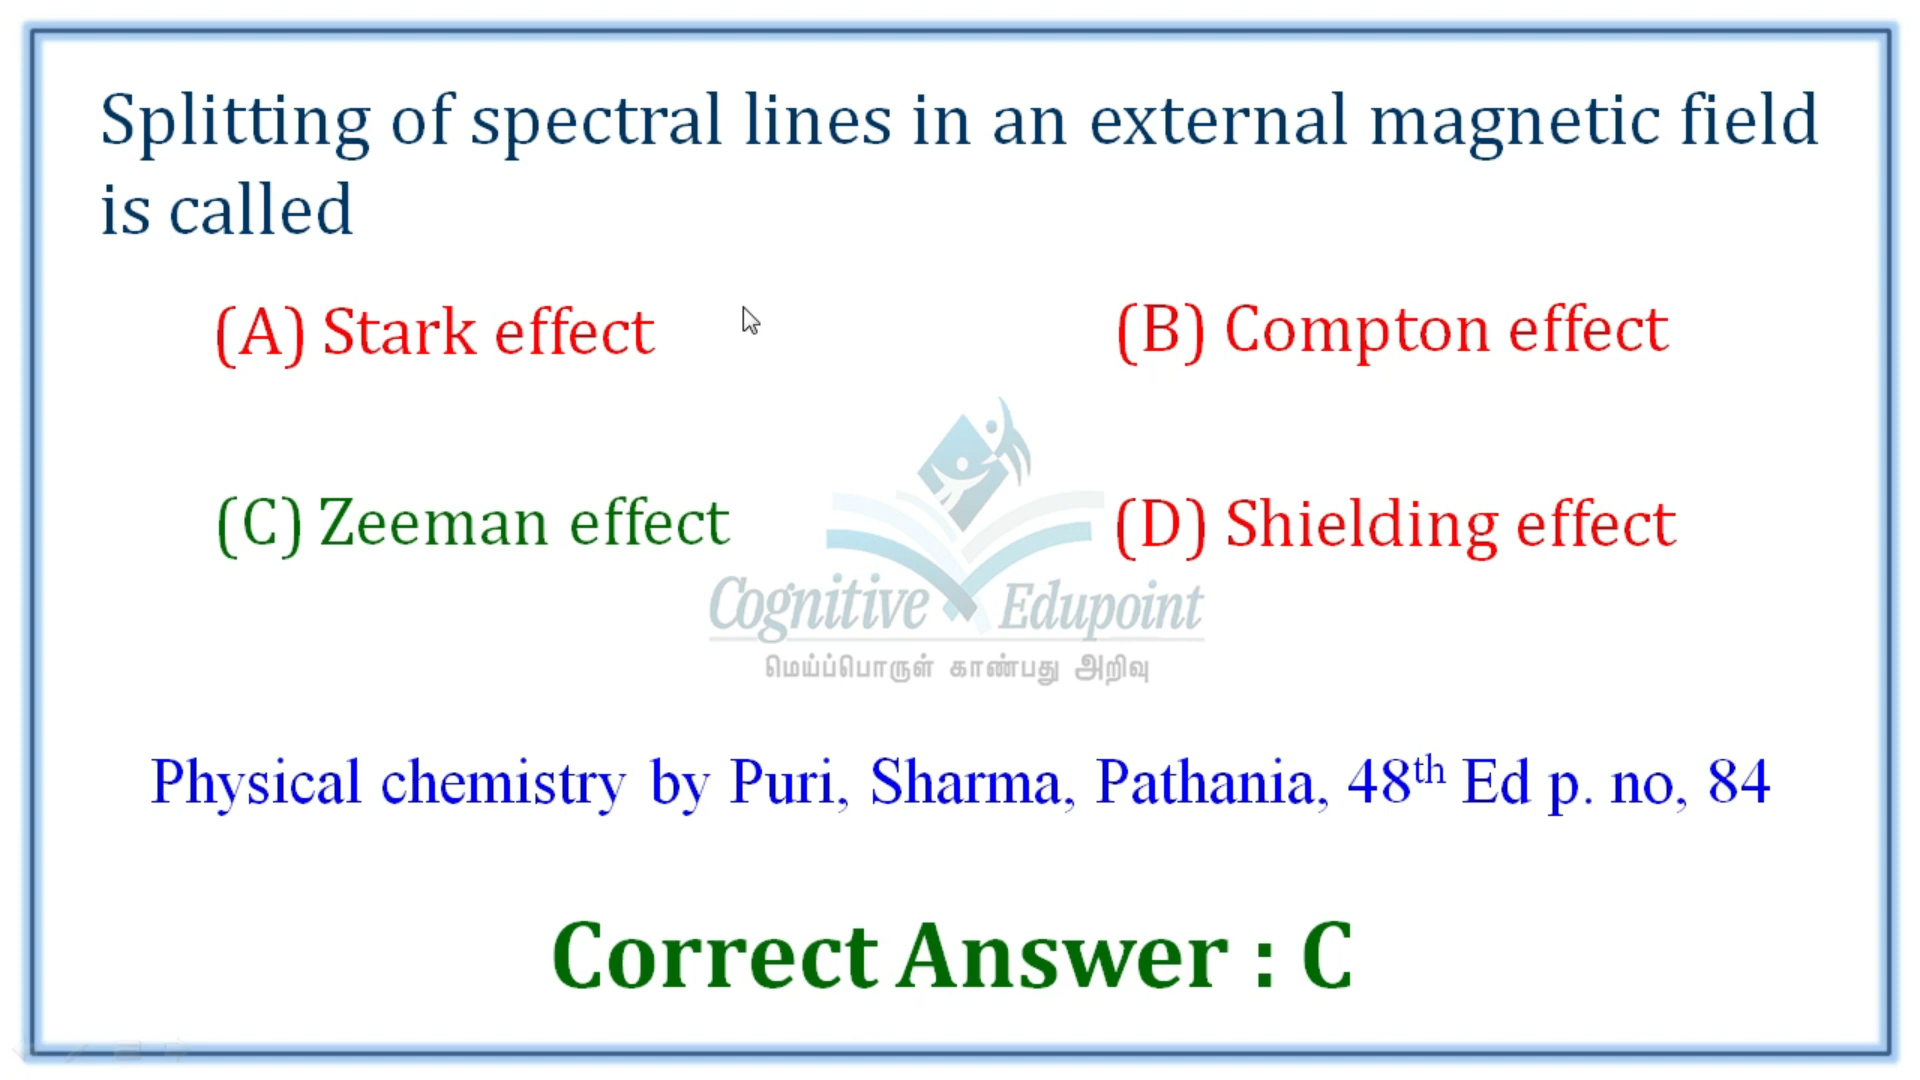 Splitting of spectral lines in an external magnetic field
is called
(A) Stark effect
(B) Compton effect
(C) Zeeman effect
(D) Shielding effect
Cognitive Edupoint
மெய்ப்பொருள் காண்பது அறிவு
Physical chemistry by Puri, Sharma, Pathania, 48th Ed p. no, 84
Correct Answer : C